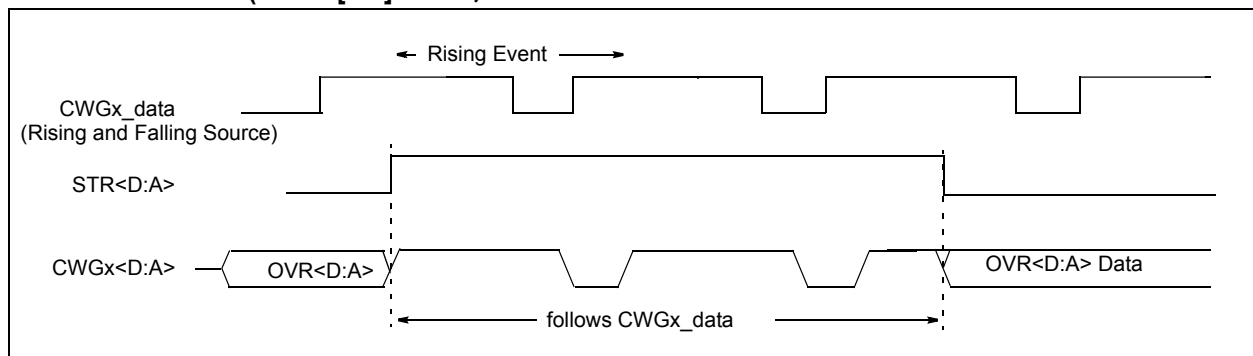 Rising Event
CWGx_data
(Rising and Falling Source)
STR<D:A>
CWGx<D:A>
OVR<D:A>
OVR<D:A> Data
follows CWGx_data